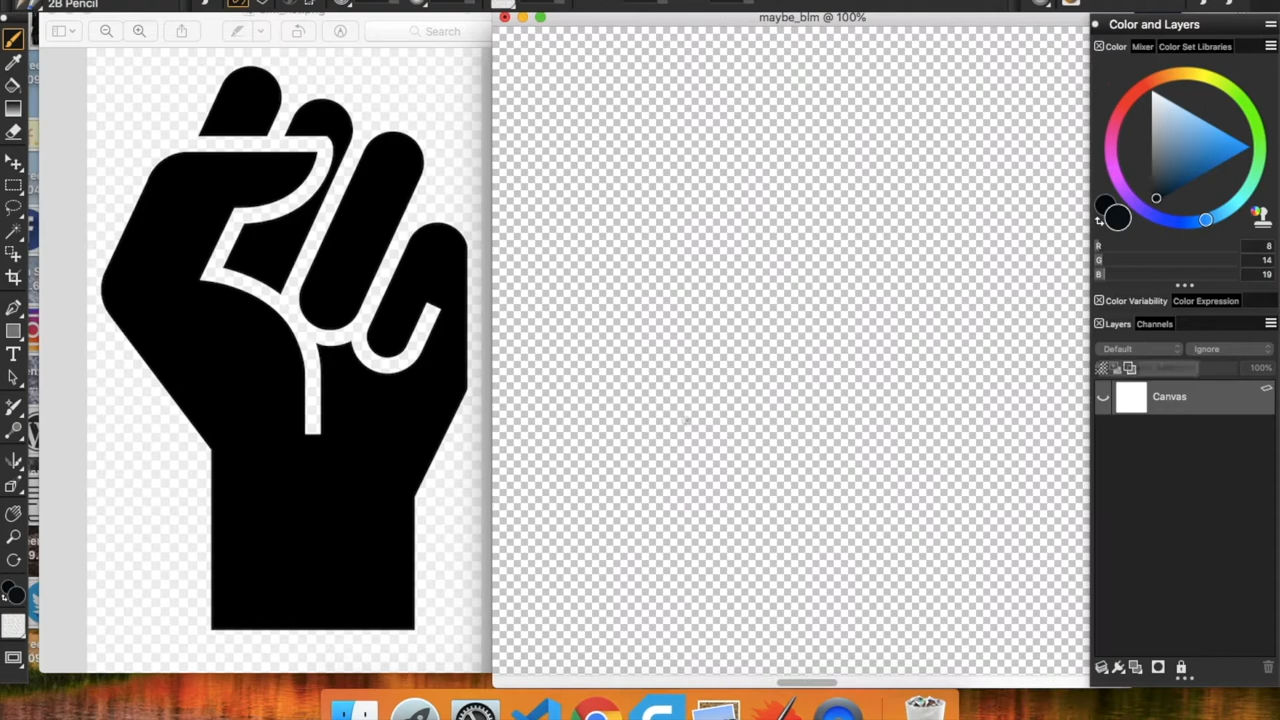 2B Pencil
maybe_blm @ 100%
Search
Color and Layers
Color Mixer Color Set Libraries
R 8
G 14
B 19
Color Variability Color Expression
Layers Channels
Default Ignore
100%
Canvas